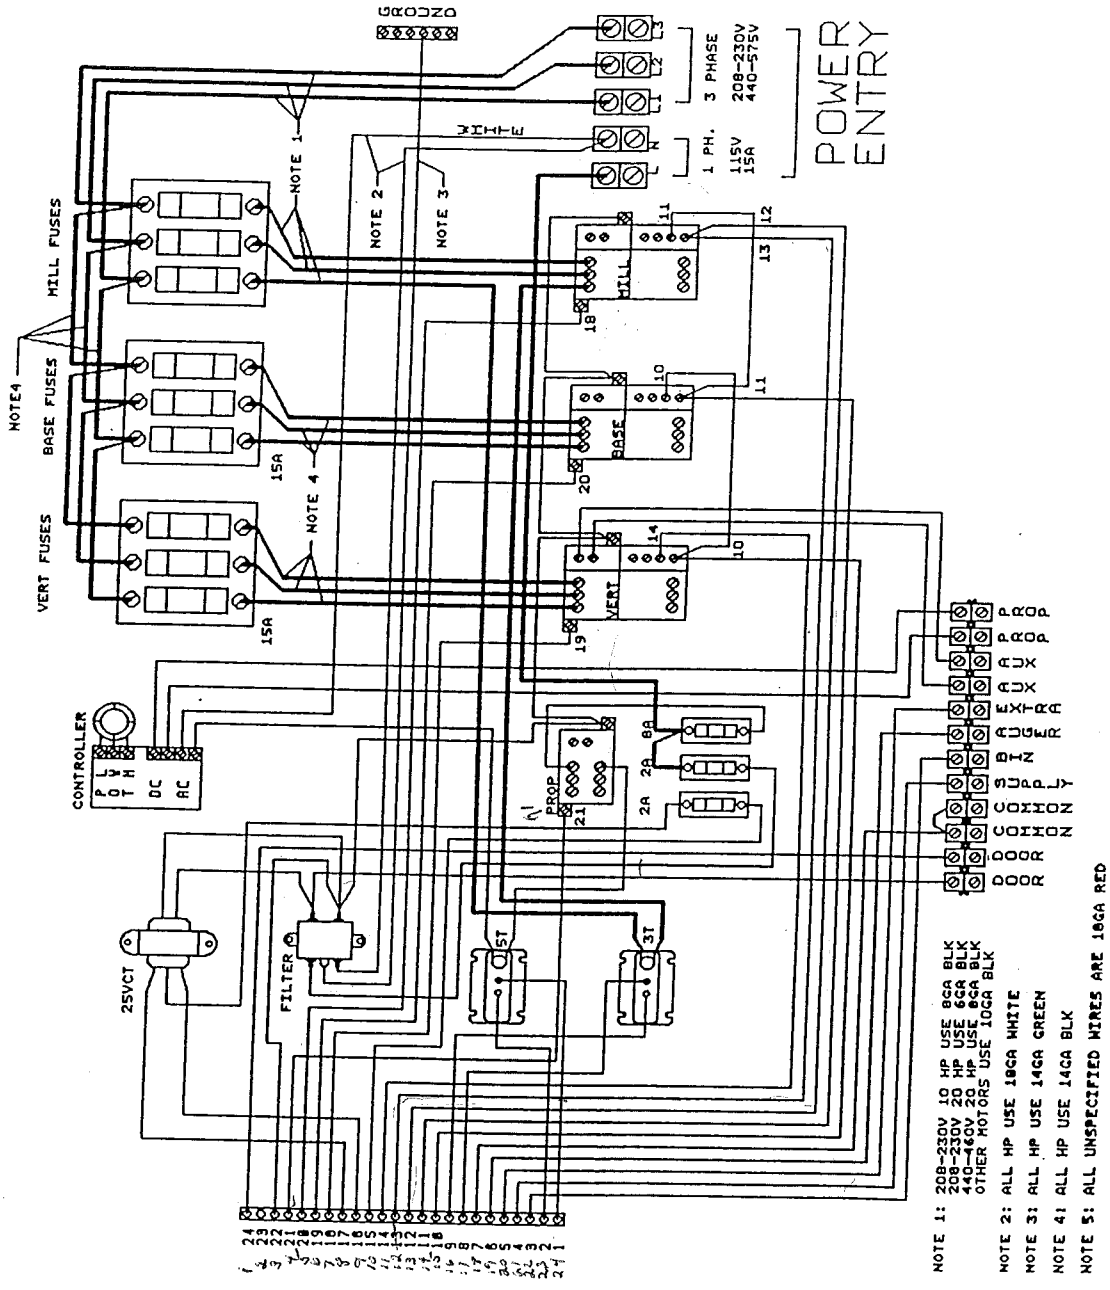 GROUND
L3
L2
L1
N
L
3 PHASE
208-230V
440-575V
1 PH.
115V
15A
POWER
ENTRY
WHITE
NOTE 1
NOTE 2
NOTE 3
MILL FUSES
NOTE4
BASE FUSES
15A
NOTE 4
VERT FUSES
15A
MILL
11
12
13
18
BASE
10
11
20
VERT
14
10
19
CONTROLLER
P L
O V
T H
DC
AC
PROP
21
8A
2A
2A
PROP
PROP
AUX
AUX
EXTRA
AUGER
BIN
SUPPLY
COMMON
COMMON
DOOR
DOOR
25VCT
FILTER
5T
3T
24
23
22
21
20
19
18
17
16
15
14
13
12
11
10
9
8
7
6
5
4
3
2
1
NOTE 1: 208-230V 10 HP USE 8GA BLK
208-230V 20 HP USE 6GA BLK
440-460V 20 HP USE 8GA BLK
OTHER MOTORS USE 10GA BLK
NOTE 2: ALL HP USE 18GA WHITE
NOTE 3: ALL HP USE 14GA GREEN
NOTE 4: ALL HP USE 14GA BLK
NOTE 5: ALL UNSPECIFIED WIRES ARE 18GA RED